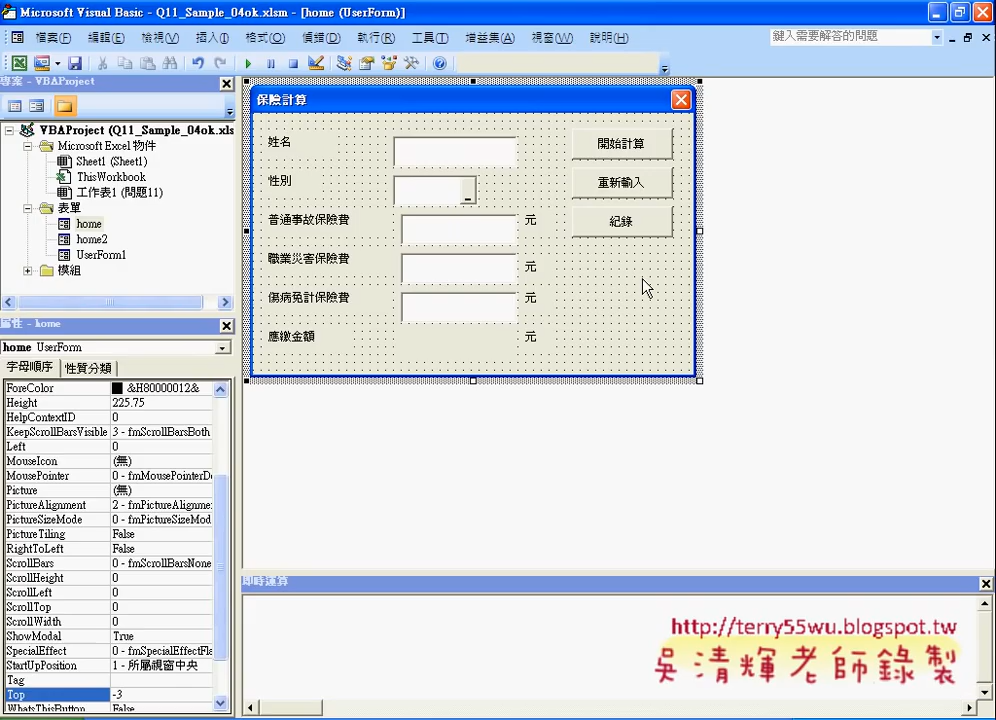 Microsoft Visual Basic - Q11_Sample_04ok.xlsm - [home (UserForm)]
檔案(F) 編輯(E) 檢視(V) 插入(I) 格式(O) 偵錯(D) 執行(R) 工具(T) 增益集(A) 視窗(W) 說明(H) 鍵入需要解答的問題
專案 - VBAProject
VBAProject (Q11_Sample_04ok.xls
Microsoft Excel 物件
Sheet1 (Sheet1)
ThisWorkbook
工作表1 (問題11)
表單
home
home2
UserForm1
模組
屬性 - home
home UserForm
字母順序 性質分類
ForeColor &H80000012&
Height 225.75
HelpContextID 0
KeepScrollBarsVisible 3 - fmScrollBarsBoth
Left 0
MouseIcon (無)
MousePointer 0 - fmMousePointerD
Picture (無)
PictureAlignment 2 - fmPictureAlignme
PictureSizeMode 0 - fmPictureSizeMod
PictureTiling False
RightToLeft False
ScrollBars 0 - fmScrollBarsNone
ScrollHeight 0
ScrollLeft 0
ScrollTop 0
ScrollWidth 0
ShowModal True
SpecialEffect 0 - fmSpecialEffectFla
StartUpPosition 1 - 所屬視窗中央
Tag
Top -3
WhatsThisButton False
保險計算
姓名
開始計算
性別
重新輸入
普通事故保險費 元
紀錄
職業災害保險費 元
傷病免計保險費 元
應繳金額 元
即時運算
http://terry55wu.blogspot.tw
吳清輝老師錄製